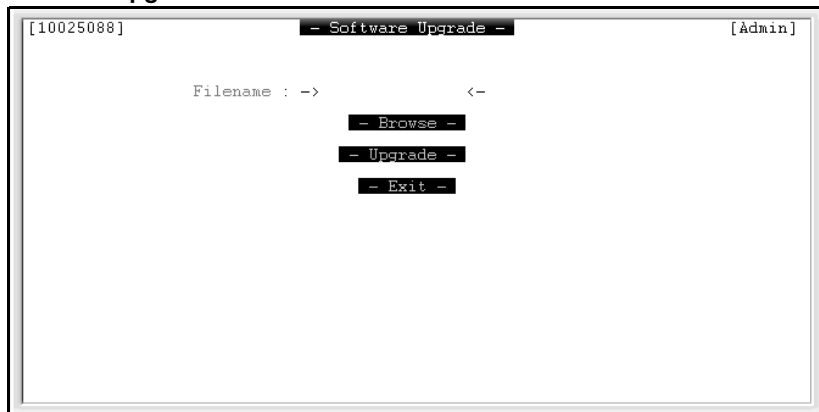 [10025088] - Software Upgrade - [Admin]
Filename : -> <-
- Browse -
- Upgrade -
- Exit -